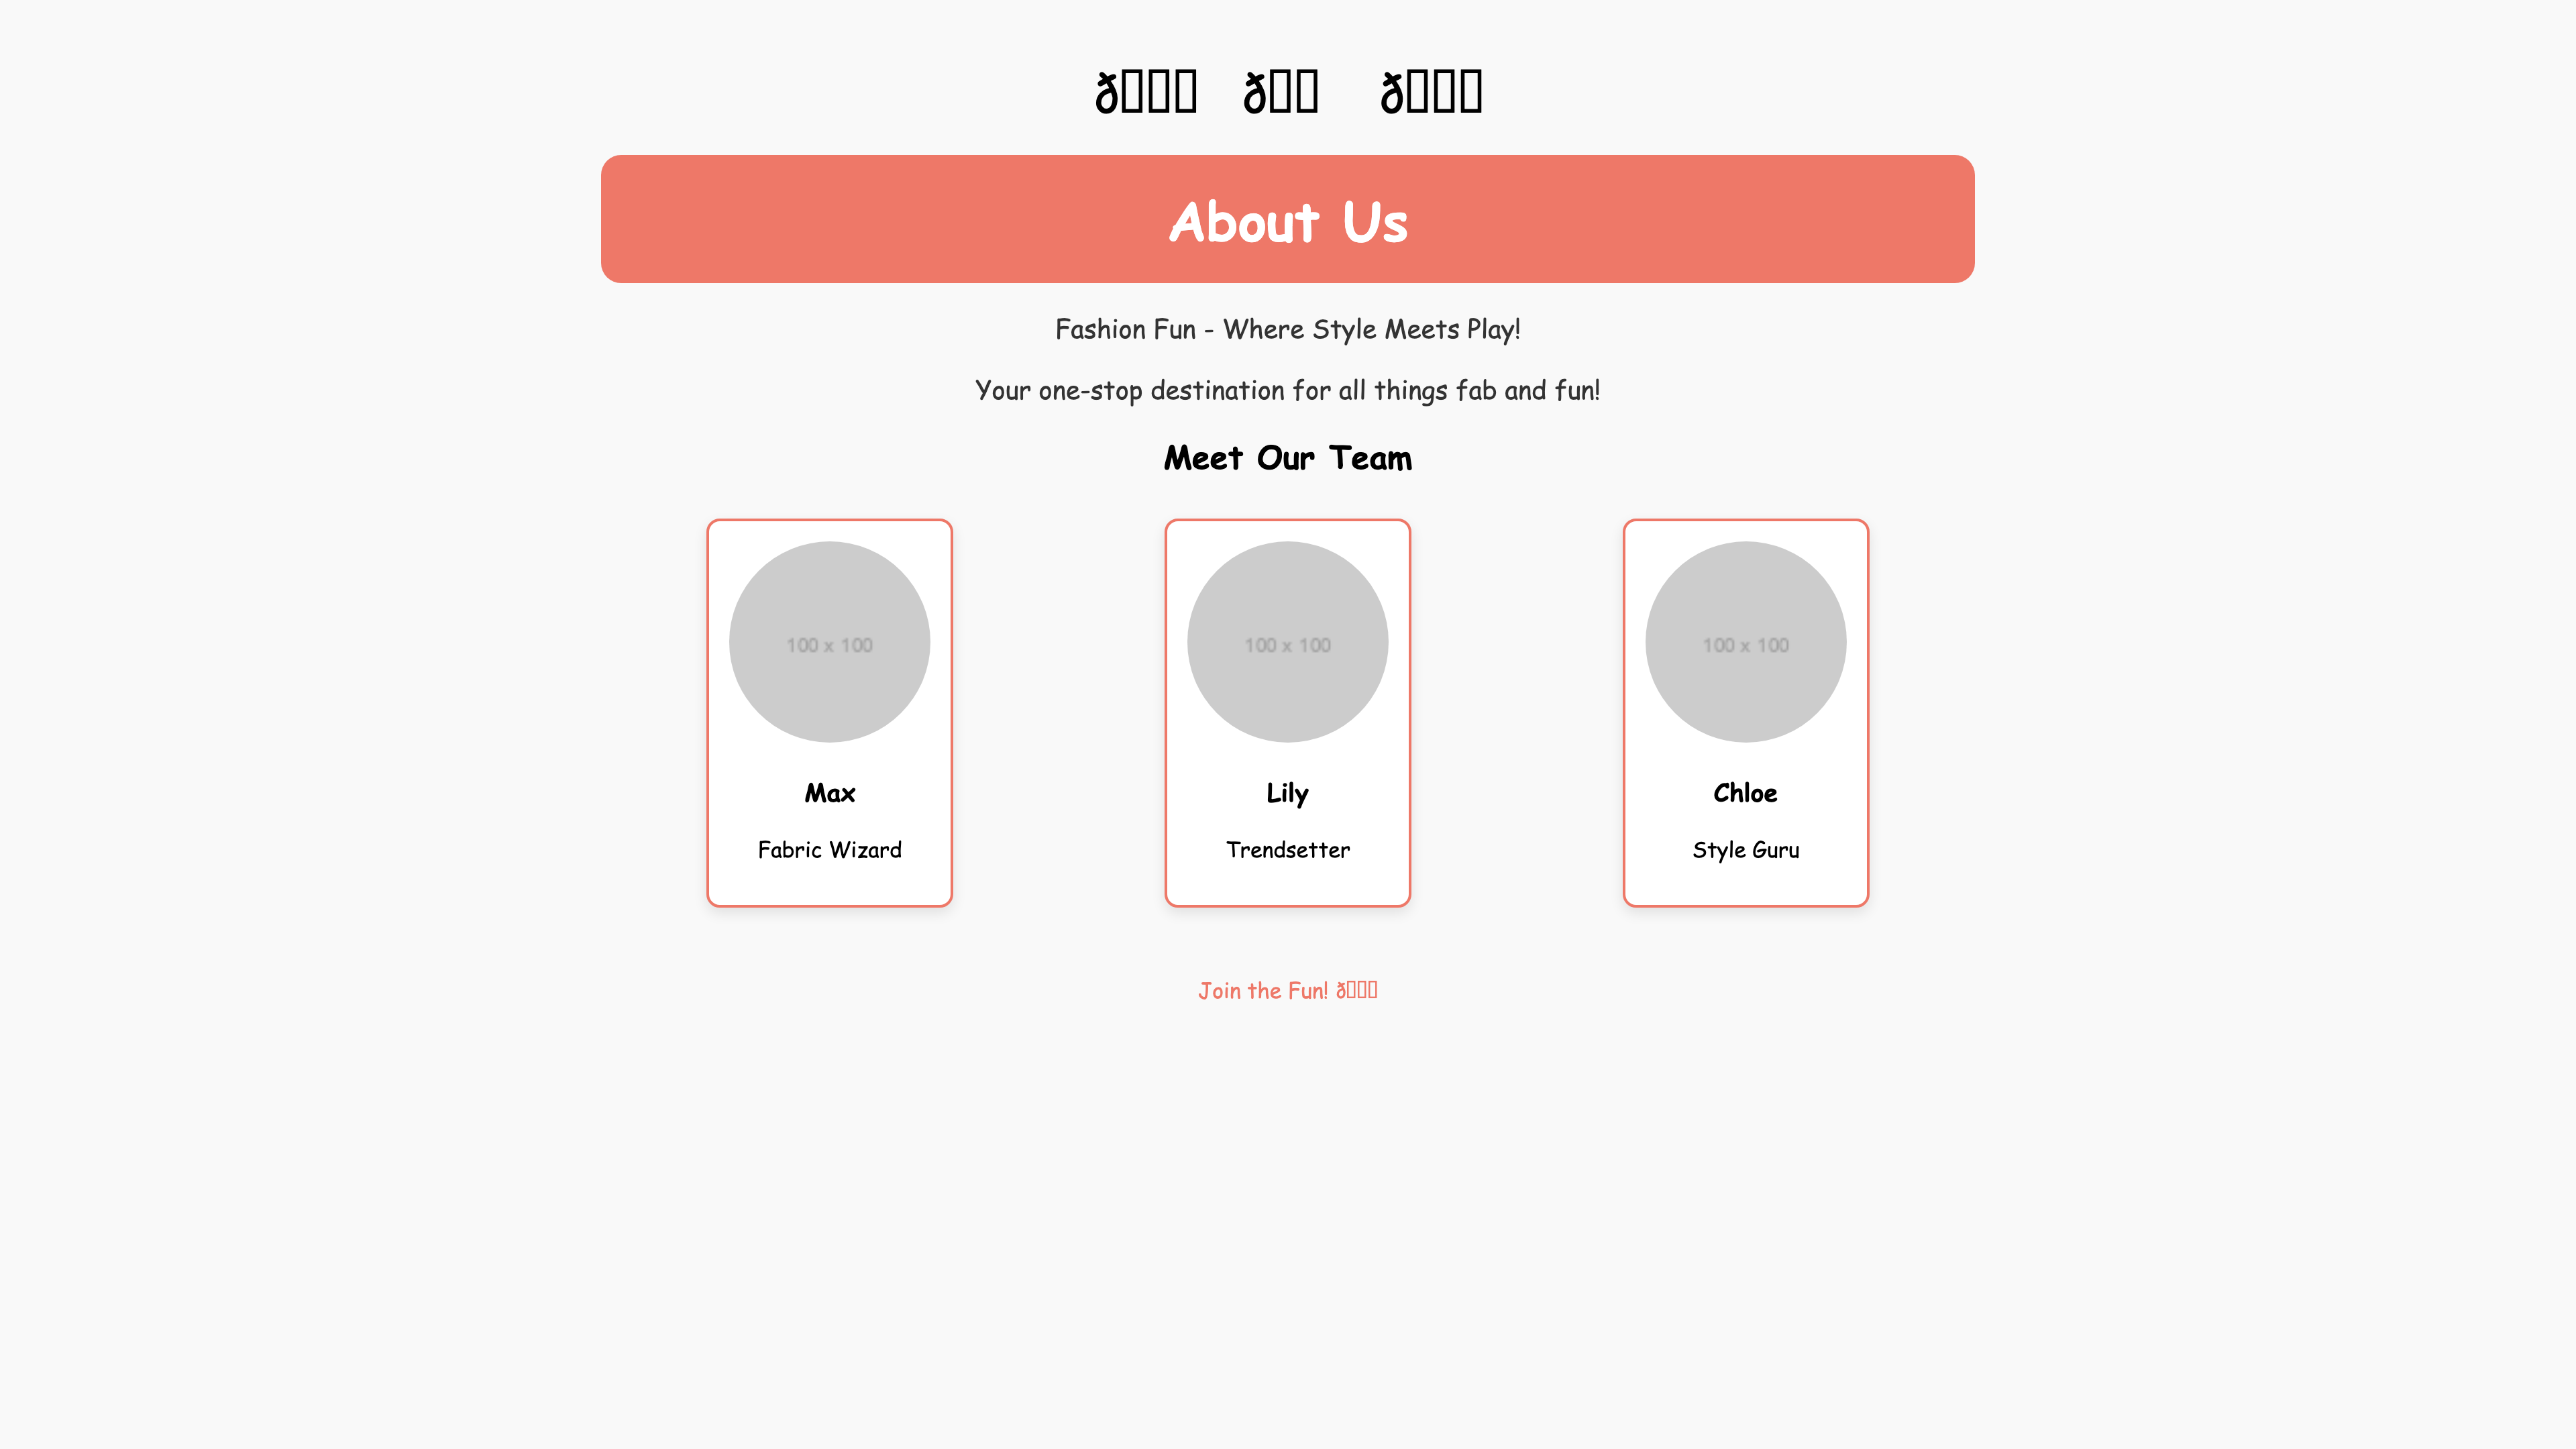 About Us
Fashion Fun - Where Style Meets Play!
Your one-stop destination for all things fab and fun!
Meet Our Team
100 x 100
100 x 100
100 x 100
Max
Lily
Chloe
Fabric Wizard
Trendsetter
Style Guru
Join the Fun!